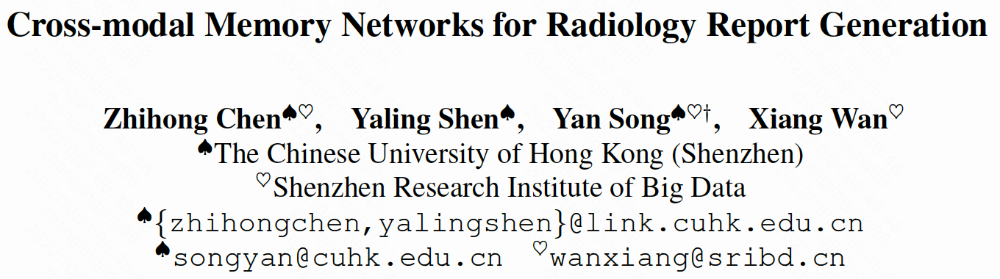 Cross-modal Memory Networks for Radiology Report Generation
Zhihong Chen♠♡, Yaling Shen♠, Yan Song♠♡†, Xiang Wan♡
♠The Chinese University of Hong Kong (Shenzhen)
♡Shenzhen Research Institute of Big Data
♠{zhihongchen,yalingshen}@link.cuhk.edu.cn
♠songyan@cuhk.edu.cn ♡wanxiang@sribd.cn